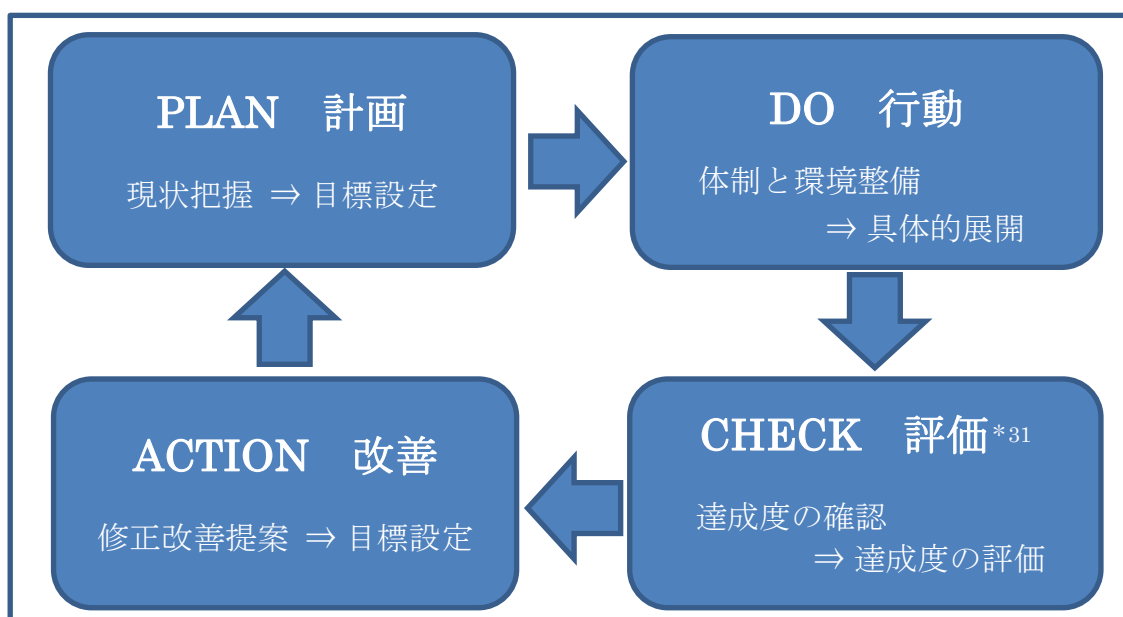 PLAN　計画
現状把握 ⇒ 目標設定
DO　行動
体制と環境整備
⇒ 具体的展開
CHECK　評価*31
達成度の確認
⇒ 達成度の評価
ACTION　改善
修正改善提案 ⇒ 目標設定